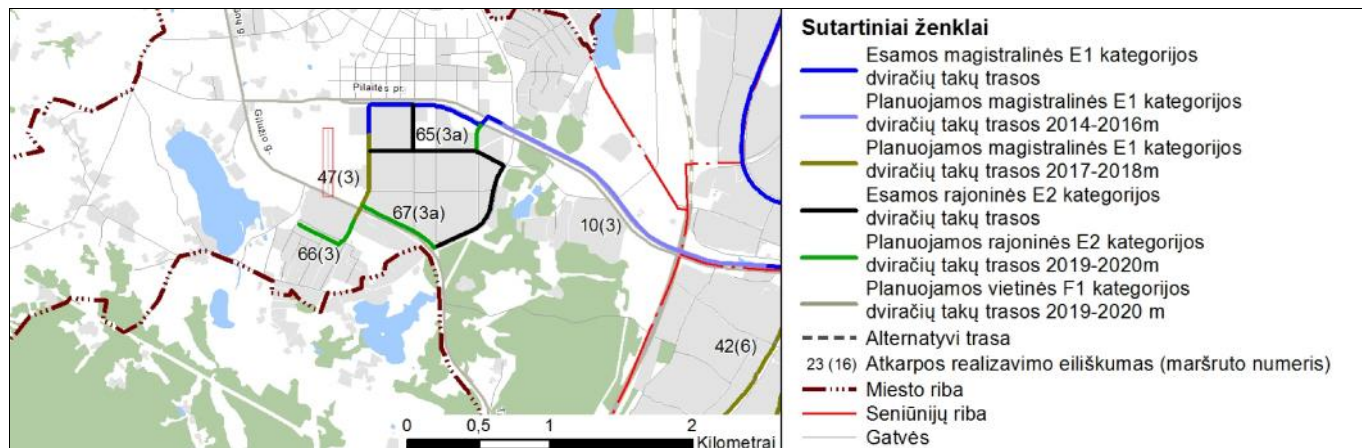 Pilaitės pr.
Gilužio g.
65(3a)
47(3)
67(3a)
10(3)
66(3)
42(6)
0 0,5 1 2
Kilometrai
Sutartiniai ženklai
Esamos magistralinės E1 kategorijos
dviračių takų trasos
Planuojamos magistralinės E1 kategorijos
dviračių takų trasos 2014-2016m
Planuojamos magistralinės E1 kategorijos
dviračių takų trasos 2017-2018m
Esamos rajoninės E2 kategorijos
dviračių takų trasos
Planuojamos rajoninės E2 kategorijos
dviračių takų trasos 2019-2020m
Planuojamos vietinės F1 kategorijos
dviračių takų trasos 2019-2020 m
Alternatyvi trasa
23 (16) Atkarpos realizavimo eiliškumas (maršruto numeris)
Miesto riba
Seniūnijų riba
Gatvės